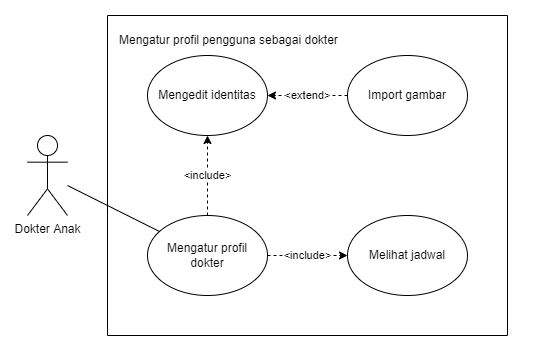 Mengatur profil pengguna sebagai dokter
Mengedit identitas
<extend>
Import gambar
<include>
Dokter Anak
Mengatur profil
dokter
<include>
Melihat jadwal